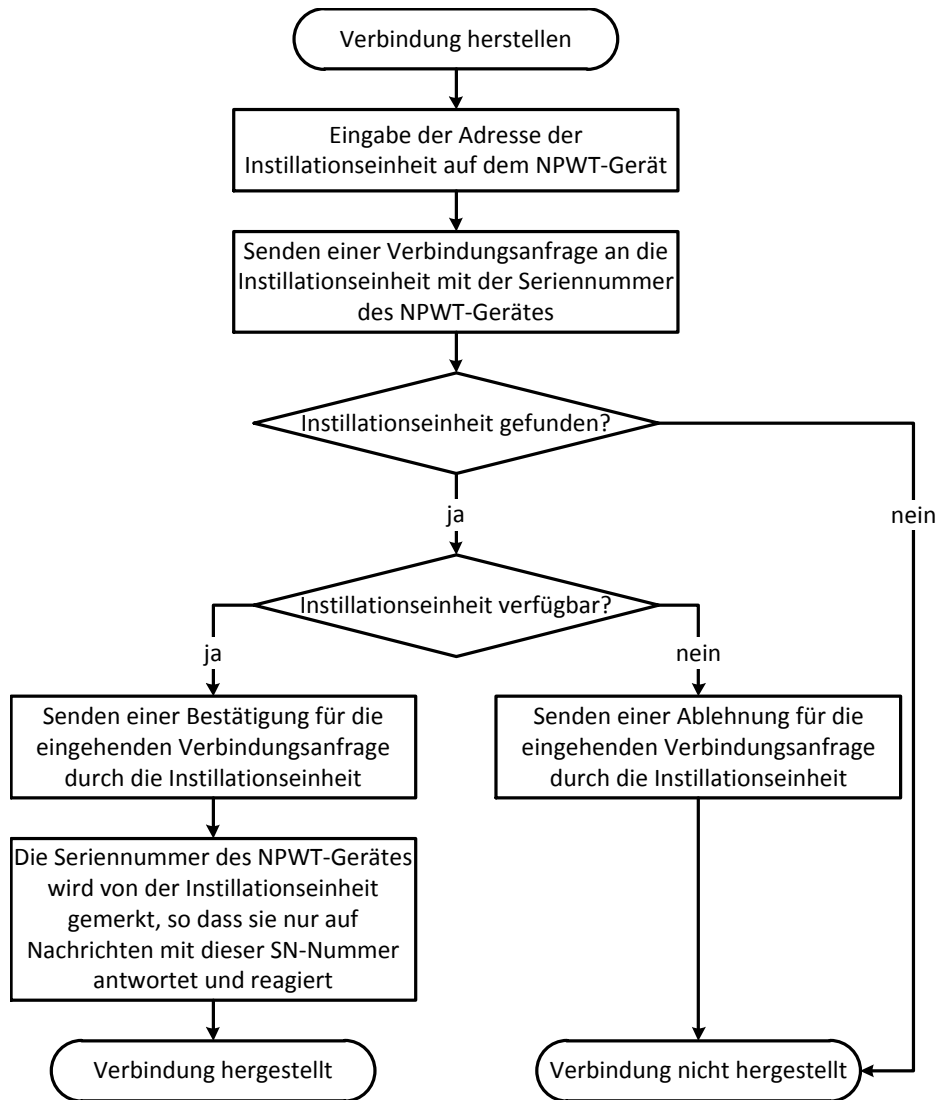 Verbindung herstellen
Eingabe der Adresse der
Instillationseinheit auf dem NPWT-Gerät
Senden einer Verbindungsanfrage an die
Instillationseinheit mit der Seriennummer
des NPWT-Gerätes
Instillationseinheit gefunden?
ja
nein
Instillationseinheit verfügbar?
ja
nein
Senden einer Bestätigung für die
eingehenden Verbindungsanfrage
durch die Instillationseinheit
Senden einer Ablehnung für die
eingehenden Verbindungsanfrage
durch die Instillationseinheit
Die Seriennummer des NPWT-Gerätes
wird von der Instillationseinheit
gemerkt, so dass sie nur auf
Nachrichten mit dieser SN-Nummer
antwortet und reagiert
Verbindung hergestellt
Verbindung nicht hergestellt